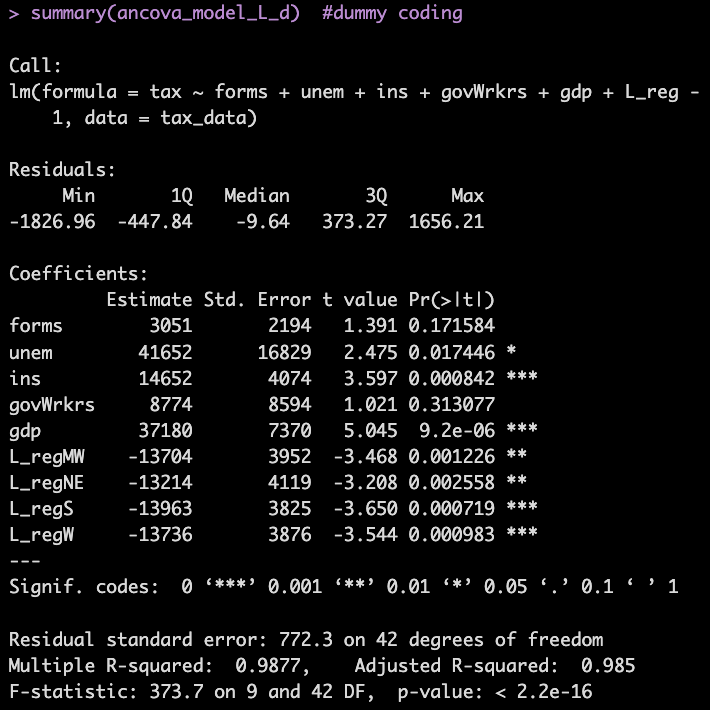 > summary(ancova_model_L_d)  #dummy coding
Call:
lm(formula = tax ~ forms + unem + ins + govWrkrs + gdp + L_reg -
    1, data = tax_data)
Residuals:
     Min       1Q   Median       3Q      Max
-1826.96  -447.84    -9.64   373.27  1656.21
Coefficients:
         Estimate Std. Error t value Pr(>|t|)
forms        3051       2194   1.391 0.171584
unem        41652      16829   2.475 0.017446 *
ins         14652       4074   3.597 0.000842 ***
govWrkrs     8774       8594   1.021 0.313077
gdp         37180       7370   5.045  9.2e-06 ***
L_regMW    -13704       3952  -3.468 0.001226 **
L_regNE    -13214       4119  -3.208 0.002558 **
L_regS     -13963       3825  -3.650 0.000719 ***
L_regW     -13736       3876  -3.544 0.000983 ***
---
Signif. codes:  0 ‘***’ 0.001 ‘**’ 0.01 ‘*’ 0.05 ‘.’ 0.1 ‘ ’ 1
Residual standard error: 772.3 on 42 degrees of freedom
Multiple R-squared:  0.9877,    Adjusted R-squared:  0.985
F-statistic: 373.7 on 9 and 42 DF,  p-value: < 2.2e-16